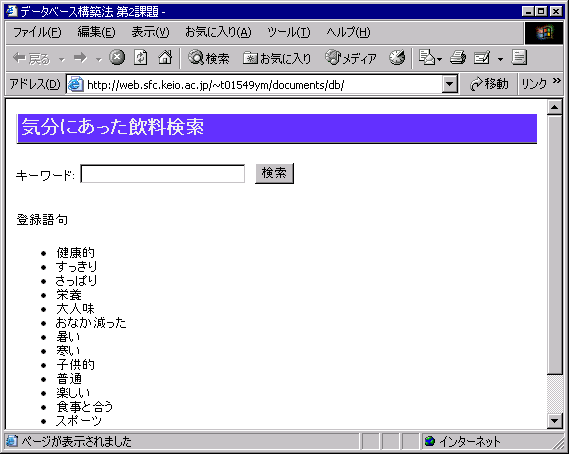 データベース構築法 第2課題 -
ファイル(F) 編集(E) 表示(V) お気に入り(A) ツール(T) ヘルプ(H)
戻る 検索 お気に入り メディア
アドレス(D) http://web.sfc.keio.ac.jp/~t01549ym/documents/db/ 移動 リンク »
気分にあった飲料検索
キーワード: 検索
登録語句
健康的
すっきり
さっぱり
栄養
大人味
おなか減った
暑い
寒い
子供的
普通
楽しい
食事と合う
スポーツ
ページが表示されました インターネット